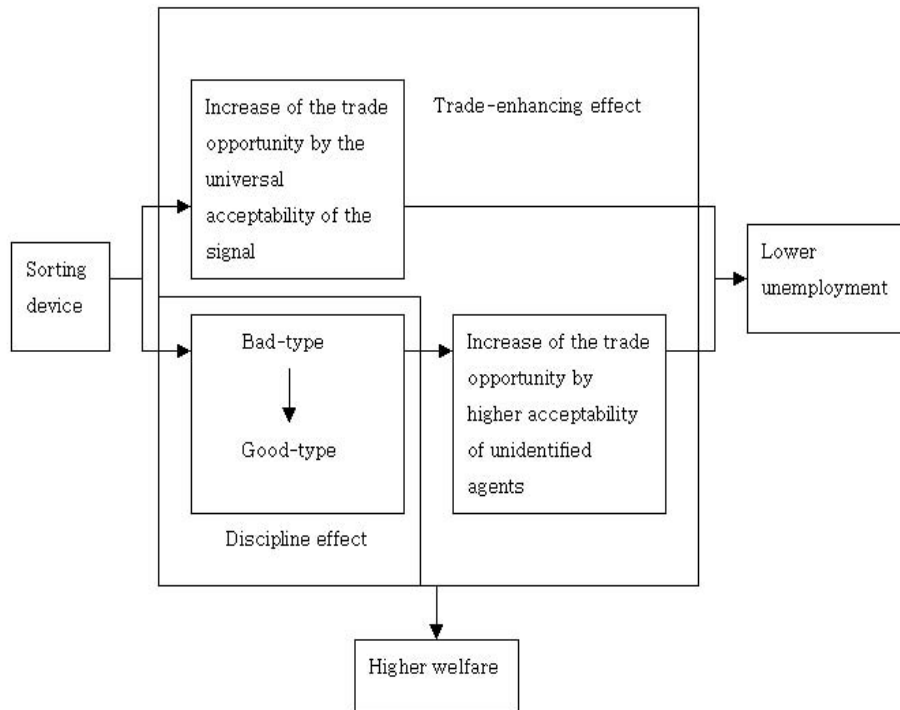 Increase of the trade
opportunity by the
universal
acceptability of the
signal
Trade-enhancing effect
Sorting
device
Lower
unemployment
Bad-type
Good-type
Increase of the trade
opportunity by
higher acceptability
of unidentified
agents
Discipline effect
Higher welfare